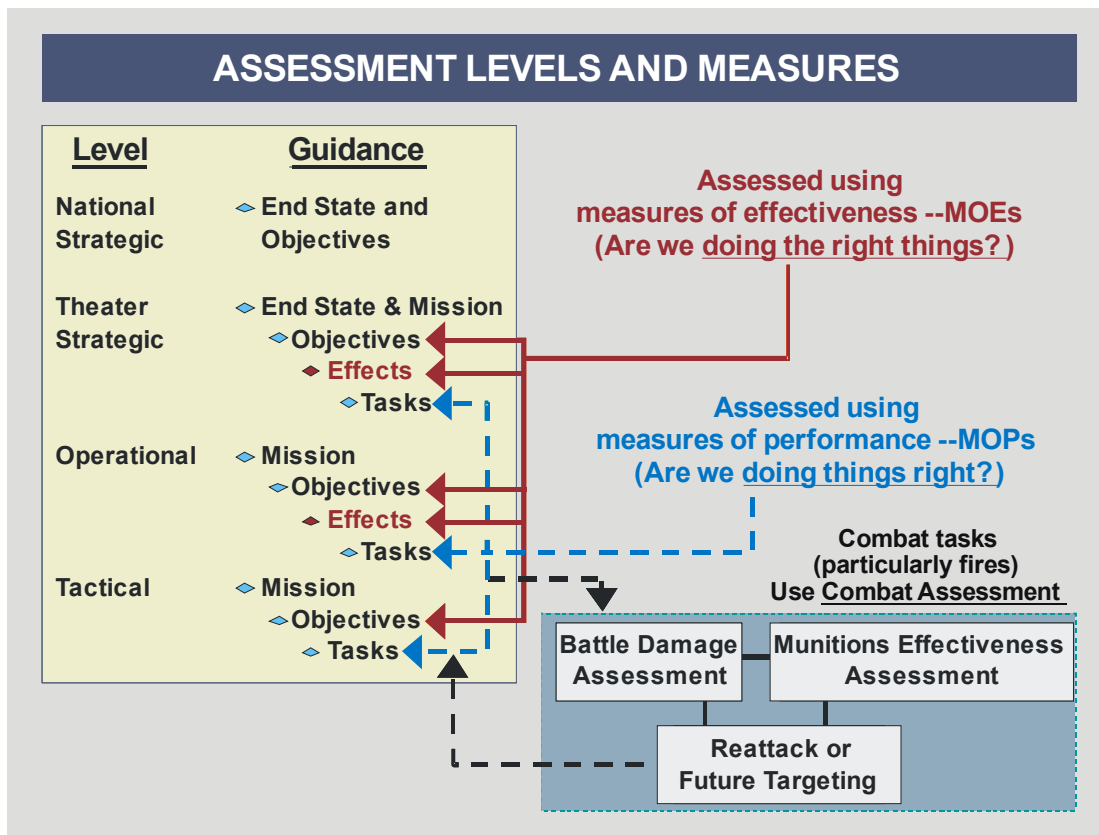 ASSESSMENT LEVELS AND MEASURES
Level Guidance
National Strategic
End State and Objectives
Theater Strategic
End State & Mission
Objectives
Effects
Tasks
Operational
Mission
Objectives
Effects
Tasks
Tactical
Mission
Objectives
Tasks
Assessed using
measures of effectiveness --MOEs
(Are we doing the right things?)
Assessed using
measures of performance --MOPs
(Are we doing things right?)
Combat tasks
(particularly fires)
Use Combat Assessment
Battle Damage
Assessment
Munitions Effectiveness
Assessment
Reattack or
Future Targeting